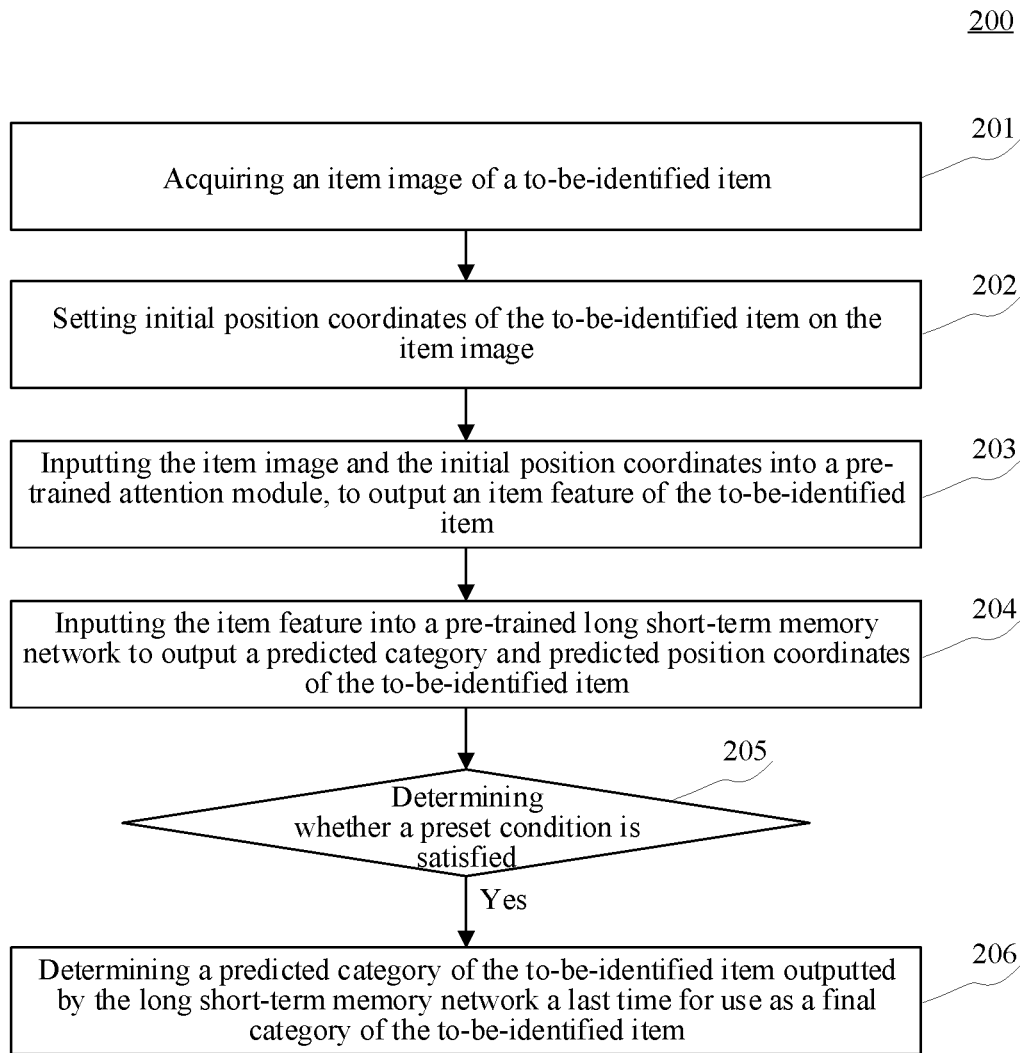 200
201
Acquiring an item image of a to-be-identified item
202
Setting initial position coordinates of the to-be-identified item on the
item image
203
Inputting the item image and the initial position coordinates into a pre-
trained attention module, to output an item feature of the to-be-identified
item
204
Inputting the item feature into a pre-trained long short-term memory
network to output a predicted category and predicted position coordinates
of the to-be-identified item
205
Determining
whether a preset condition is
satisfied
Yes
206
Determining a predicted category of the to-be-identified item outputted
by the long short-term memory network a last time for use as a final
category of the to-be-identified item